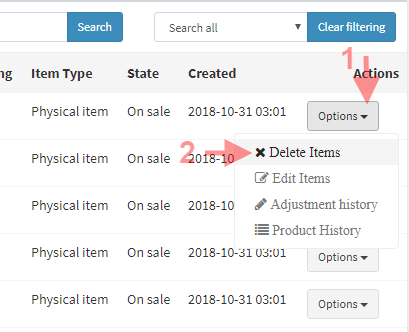 Search
Search all
Clear filtering
ng Item Type State Created Actions
1
Physical item On sale 2018-10-31 03:01 Options
2
Delete Items
Physical item On sale 2018-10
Edit Items
Physical item On sale 2018-10
Adjustment history
Product History
Physical item On sale 2018-10-31 03:01 Options
Physical item On sale 2018-10-31 03:01 Options